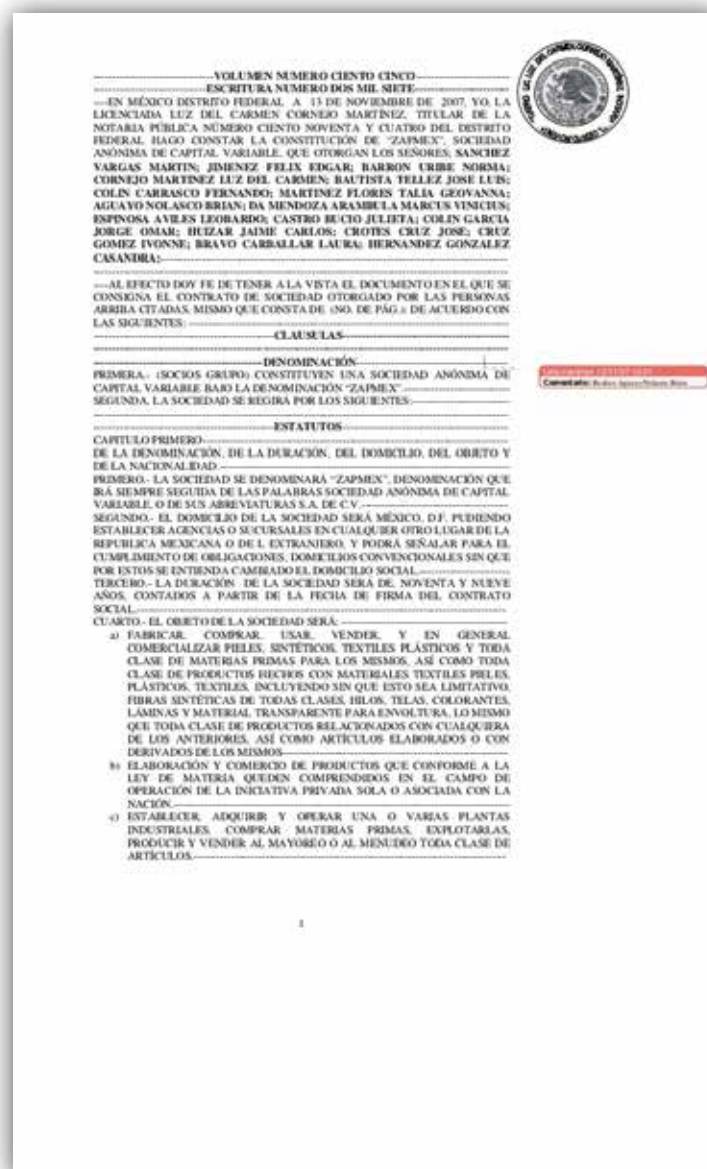 -----VOLUMEN NUMERO CIENTO CINCO-----
-----ESCRITURA NUMERO DOS MIL SIETE-----
----EN MÉXICO DISTRITO FEDERAL A 13 DE NOVIEMBRE DE 2007, YO, LA
LICENCIADA LUZ DEL CARMEN CORNEJO MARTÍNEZ, TITULAR DE LA
NOTARIA PÚBLICA NÚMERO CIENTO NOVENTA Y CUATRO DEL DISTRITO
FEDERAL HAGO CONSTAR LA CONSTITUCIÓN DE "ZAPMEX", SOCIEDAD
ANÓNIMA DE CAPITAL VARIABLE, QUE OTORGAN LOS SEÑORES; SANCHEZ
VARGAS MARTIN; JIMENEZ FELIX EDGAR; BARRON URIBE NORMA;
CORNEJO MARTINEZ LUZ DEL CARMEN; BAUTISTA TELLEZ JOSE LUIS;
COLIN CARRASCO FERNANDO; MARTINEZ FLORES TALIA GEOVANNA;
AGUAYO NOLASCO BRIAN; DA MENDOZA ARAMBULA MARCUS VINICIUS;
ESPINOSA AVILES LEOBARDO; CASTRO BUCIO JULIETA; COLIN GARCIA
JORGE OMAR; HUIZAR JAIME CARLOS; CROTES CRUZ JOSE; CRUZ
GOMEZ IVONNE; BRAVO CARBALLAR LAURA; HERNANDEZ GONZALEZ
CASANDRA;-----
----AL EFECTO DOY FE DE TENER A LA VISTA EL DOCUMENTO EN EL QUE SE
CONSIGNA EL CONTRATO DE SOCIEDAD OTORGADO POR LAS PERSONAS
ARRIBA CITADAS, MISMO QUE CONSTA DE (NO. DE PÁG.); DE ACUERDO CON
LAS SIGUIENTES: -----
-----CLAUSULAS-----
-----DENOMINACIÓN-----
PRIMERA.- (SOCIOS GRUPO) CONSTITUYEN UNA SOCIEDAD ANÓNIMA DE
CAPITAL VARIABLE BAJO LA DENOMINACIÓN "ZAPMEX"-----
SEGUNDA, LA SOCIEDAD SE REGIRA POR LOS SIGUIENTES:-----
-----ESTATUTOS-----
CAPITULO PRIMERO-----
DE LA DENOMINACIÓN, DE LA DURACIÓN, DEL DOMICILIO, DEL OBJETO Y
DE LA NACIONALIDAD.-----
PRIMERO.- LA SOCIEDAD SE DENOMINARÁ "ZAPMEX", DENOMINACIÓN QUE
IRÁ SIEMPRE SEGUIDA DE LAS PALABRAS SOCIEDAD ANÓNIMA DE CAPITAL
VARIABLE, O DE SUS ABREVIATURAS S.A. DE C.V.-----
SEGUNDO.- EL DOMICILIO DE LA SOCIEDAD SERÁ MÉXICO, D.F. PUDIENDO
ESTABLECER AGENCIAS O SUCURSALES EN CUALQUIER OTRO LUGAR DE LA
REPUBLICA MEXICANA O DE L EXTRANJERO, Y PODRÁ SEÑALAR PARA EL
CUMPLIMIENTO DE OBLIGACIONES, DOMICILIOS CONVENCIONALES SIN QUE
POR ESTOS SE ENTIENDA CAMBIADO EL DOMICILIO SOCIAL.-----
TERCERO.- LA DURACIÓN DE LA SOCIEDAD SERÁ DE, NOVENTA Y NUEVE
AÑOS, CONTADOS A PARTIR DE LA FECHA DE FIRMA DEL CONTRATO
SOCIAL.-----
CUARTO.- EL OBJETO DE LA SOCIEDAD SERÁ: -----
a) FABRICAR, COMPRAR, USAR, VENDER, Y EN GENERAL
COMERCIALIZAR PIELES, SINTÉTICOS, TEXTILES PLÁSTICOS Y TODA
CLASE DE MATERIAS PRIMAS PARA LOS MISMOS, ASÍ COMO TODA
CLASE DE PRODUCTOS HECHOS CON MATERIALES TEXTILES PIELES,
PLÁSTICOS, TEXTILES, INCLUYENDO SIN QUE ESTO SEA LIMITATIVO,
FIBRAS SINTÉTICAS DE TODAS CLASES, HILOS, TELAS, COLORANTES,
LÁMINAS Y MATERIAL TRANSPARENTE PARA ENVOLTURA, LO MISMO
QUE TODA CLASE DE PRODUCTOS RELACIONADOS CON CUALQUIERA
DE LOS ANTERIORES, ASÍ COMO ARTÍCULOS ELABORADOS O CON
DERIVADOS DE LOS MISMOS-----
b) ELABORACIÓN Y COMERCIO DE PRODUCTOS QUE CONFORME A LA
LEY DE MATERIA QUEDEN COMPRENDIDOS EN EL CAMPO DE
OPERACIÓN DE LA INICIATIVA PRIVADA SOLA O ASOCIADA CON LA
NACIÓN.-----
c) ESTABLECER, ADQUIRIR Y OPERAR UNA O VARIAS PLANTAS
INDUSTRIALES, COMPRAR MATERIAS PRIMAS, EXPLOTARLAS,
PRODUCIR Y VENDER AL MAYOREO O AL MENUDEO TODA CLASE DE
ARTÍCULOS.-----
1
Comentario: